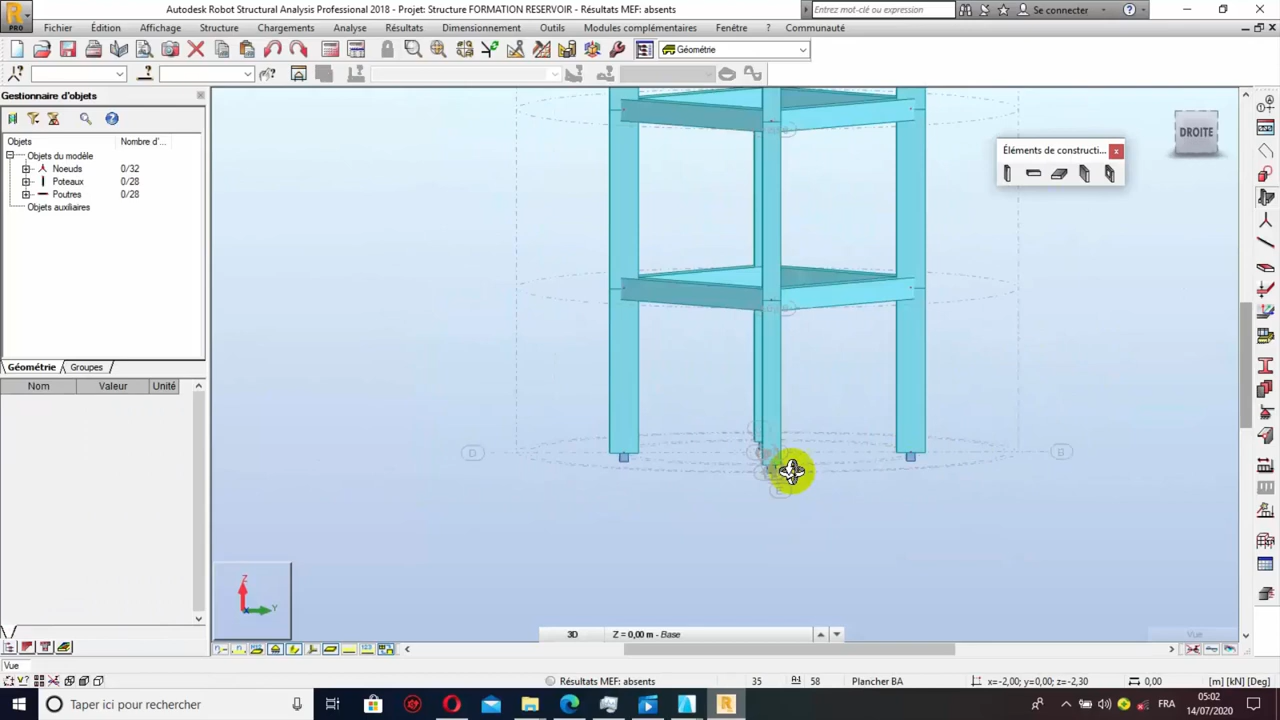 Autodesk Robot Structural Analysis Professional 2018 - Projet: Structure FORMATION RESERVOIR - Résultats MEF: absents
Entrez mot-clé ou expression
Se connecter
PRO
Fichier Édition Affichage Structure Chargements Analyse Résultats Dimensionnement Outils Modules complémentaires Fenêtre ? Communauté
Géométrie
Gestionnaire d'objets
Objets Nombre d'...
Objets du modèle
Noeuds 0/32
Poteaux 0/28
Poutres 0/28
Objets auxiliaires
Géométrie Groupes
Nom Valeur Unité
Éléments de constructi...
DROITE
D
B
E
Z
Y
X
3D Z = 0,00 m - Base
Vue
Vue
Résultats MEF: absents 35 58 Plancher BA x=-2,00; y=0,00; z=-2,30 0,00 [m] [kN] [Deg]
Taper ici pour rechercher
FRA
05:02
14/07/2020